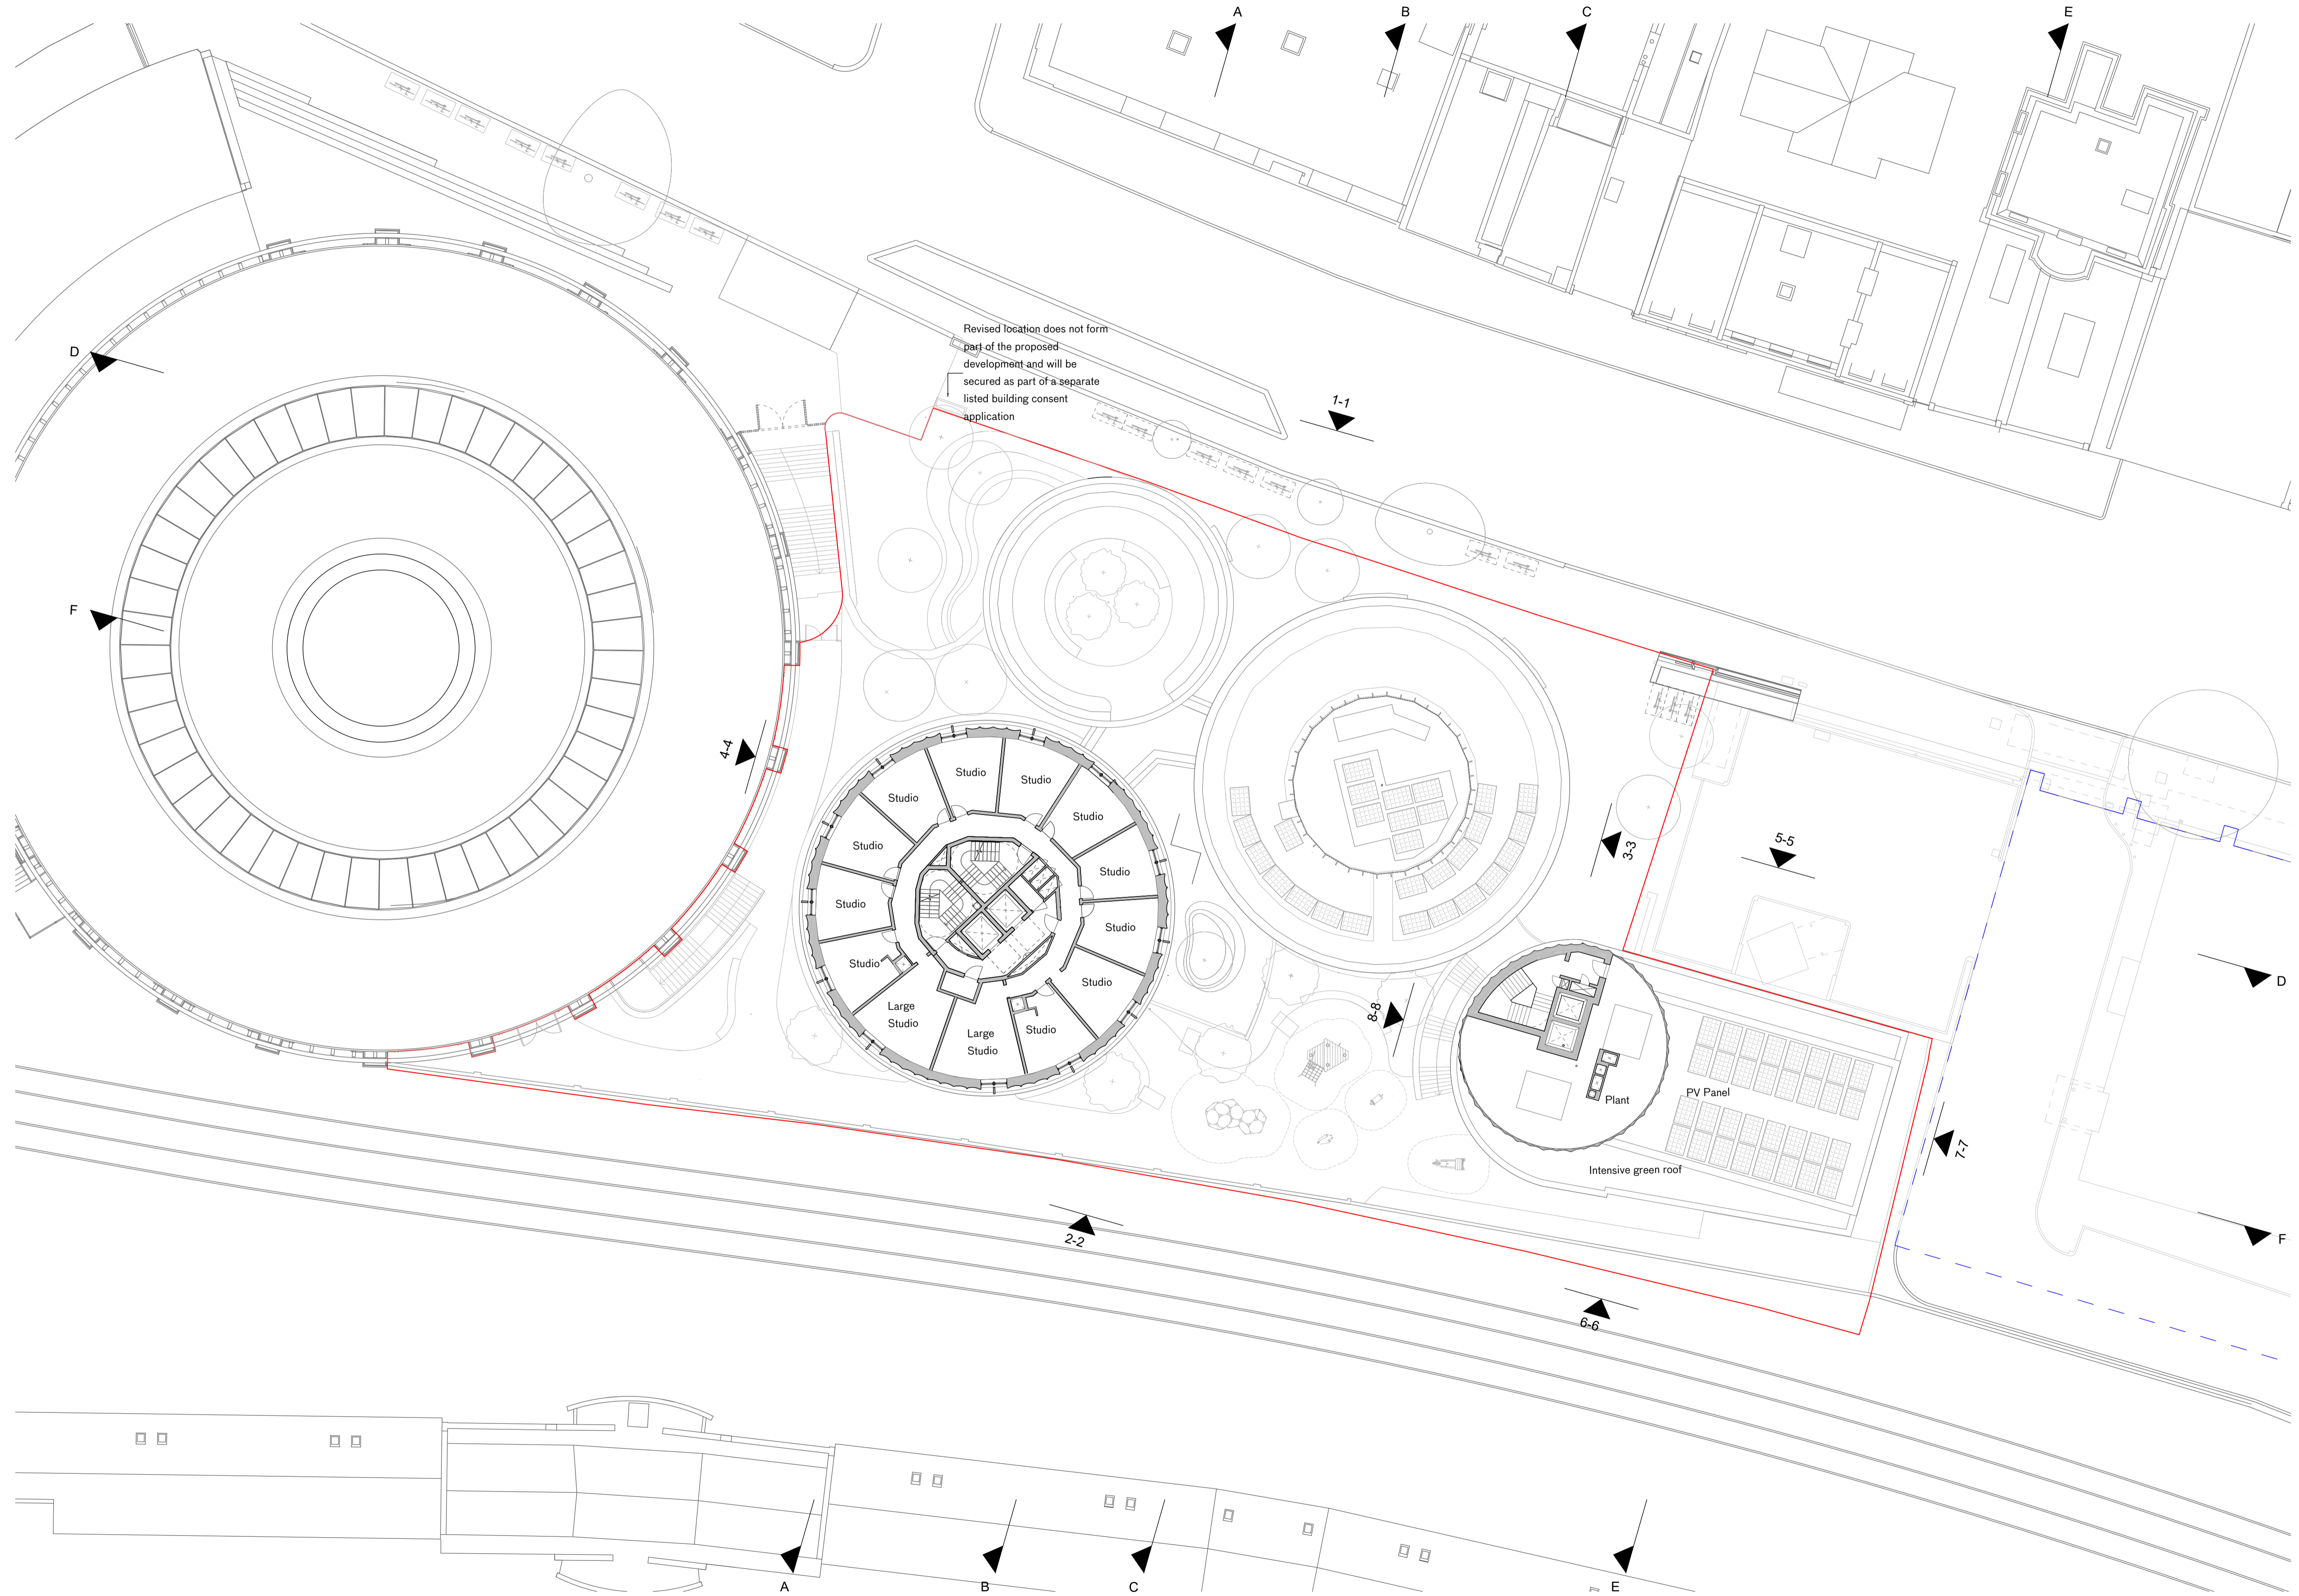 A
B
C
E
D
Revised location does not form
part of the proposed
development and will be
secured as part of a separate
listed building consent
application
1-1
F
4-4
Studio
Studio
Studio
Studio
Studio
Studio
Studio
Studio
Studio
Studio
Studio
Large
Studio
Large
Studio
Studio
3-3
5-5
D
8-8
PV Panel
Plant
7-7
Intensive green roof
2-2
F
6-6
A
B
C
E